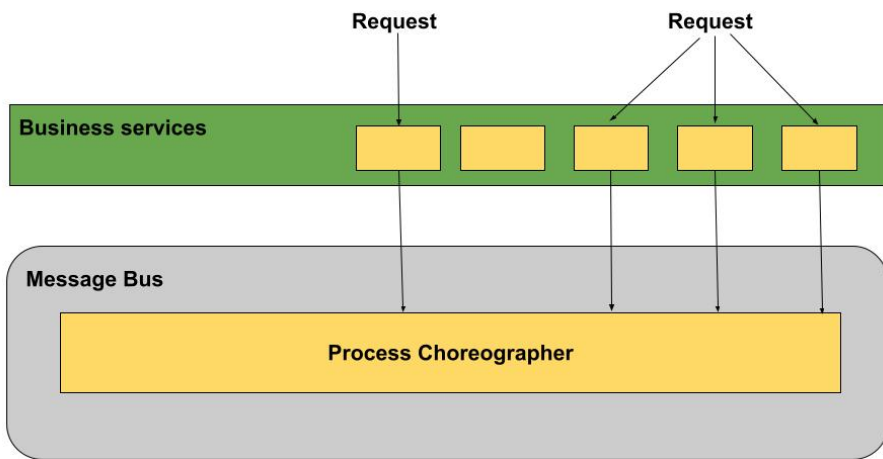 Request
Request
Business services
Message Bus
Process Choreographer